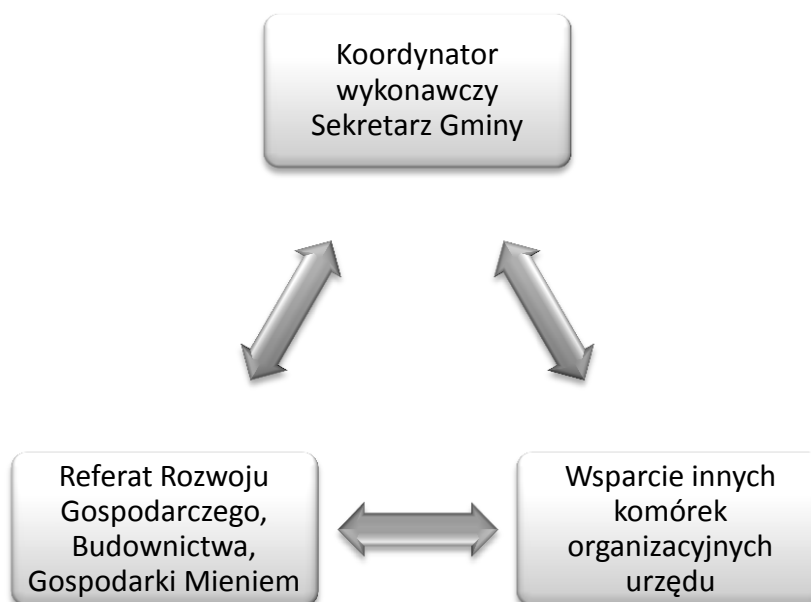 Koordynator
wykonawczy
Sekretarz Gminy
Referat Rozwoju
Gospodarczego,
Budownictwa,
Gospodarki Mieniem
Wsparcie innych
komórek
organizacyjnych
urzędu